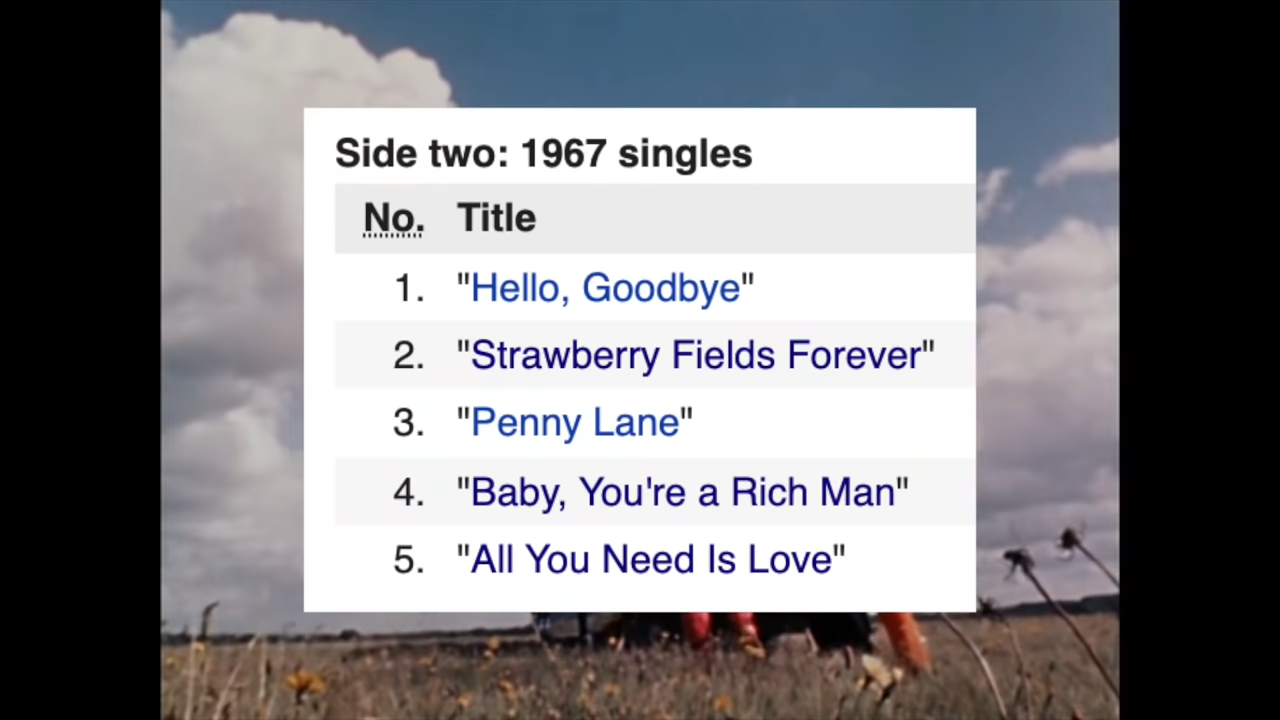 Side two: 1967 singles
No. Title
1. "Hello, Goodbye"
2. "Strawberry Fields Forever"
3. "Penny Lane"
4. "Baby, You're a Rich Man"
5. "All You Need Is Love"